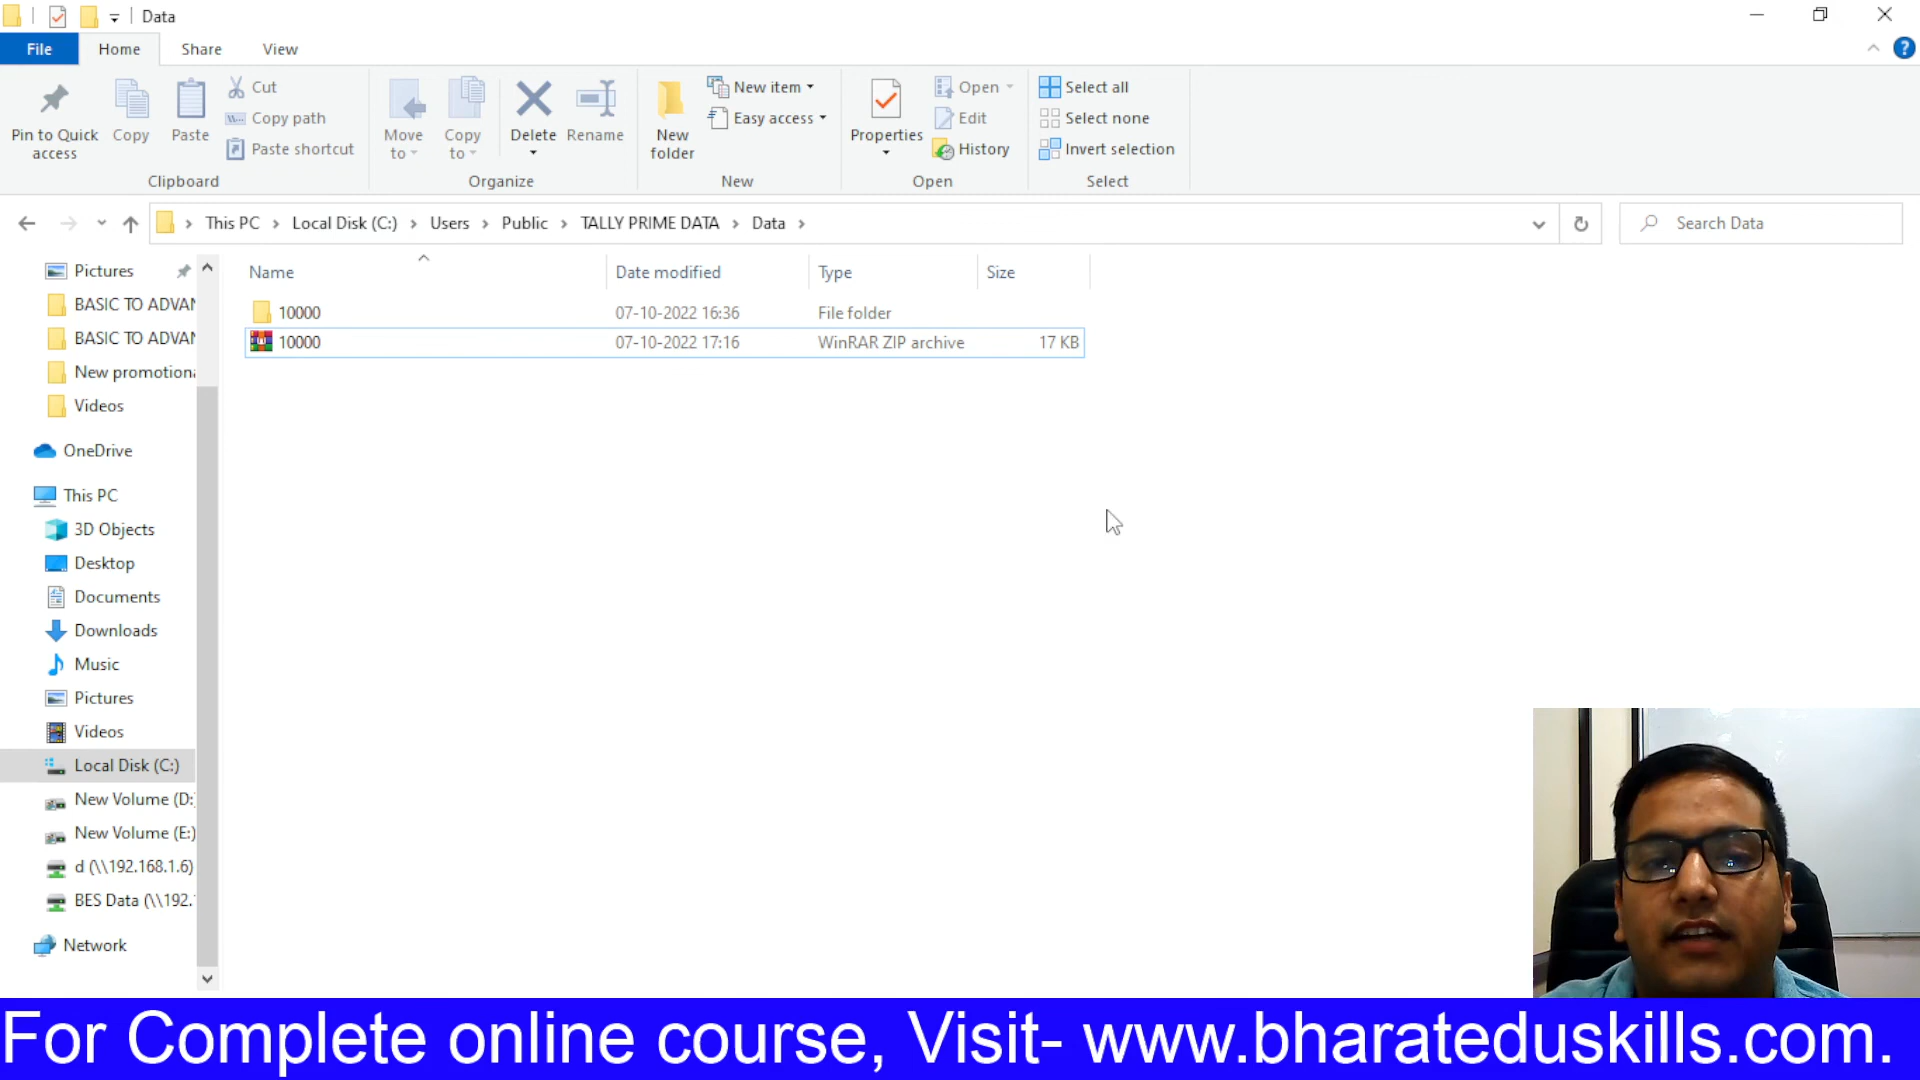 Data
File Home Share View
Pin to Quick access
Copy
Paste
Cut
Copy path
Paste shortcut
Clipboard
Move to
Copy to
Delete
Rename
Organize
New folder
New item
Easy access
New
Properties
Open
Edit
History
Open
Select all
Select none
Invert selection
Select
This PC > Local Disk (C:) > Users > Public > TALLY PRIME DATA > Data >
Search Data
Name Date modified Type Size
10000 07-10-2022 16:36 File folder
10000 07-10-2022 17:16 WinRAR ZIP archive 17 KB
Pictures
BASIC TO ADVAN
BASIC TO ADVAN
New promotiona
Videos
OneDrive
This PC
3D Objects
Desktop
Documents
Downloads
Music
Pictures
Videos
Local Disk (C:)
New Volume (D:
New Volume (E:)
d (\\192.168.1.6)
BES Data (\\192.
Network
For Complete online course, Visit- www.bharateduskills.com.